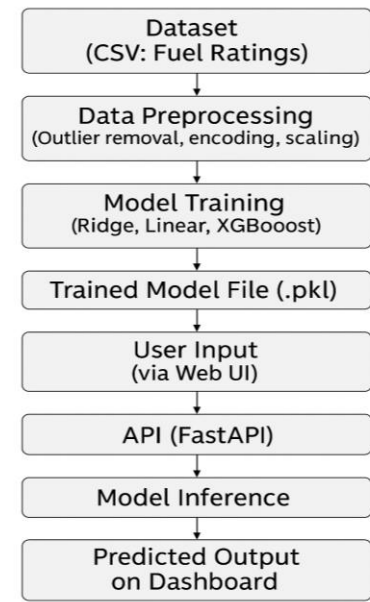 Dataset
(CSV: Fuel Ratings)
Data Preprocessing
(Outlier removal, encoding, scaling)
Model Training
(Ridge, Linear, XGBooost)
Trained Model File (.pkl)
User Input
(via Web UI)
API (FastAPI)
Model Inference
Predicted Output
on Dashboard